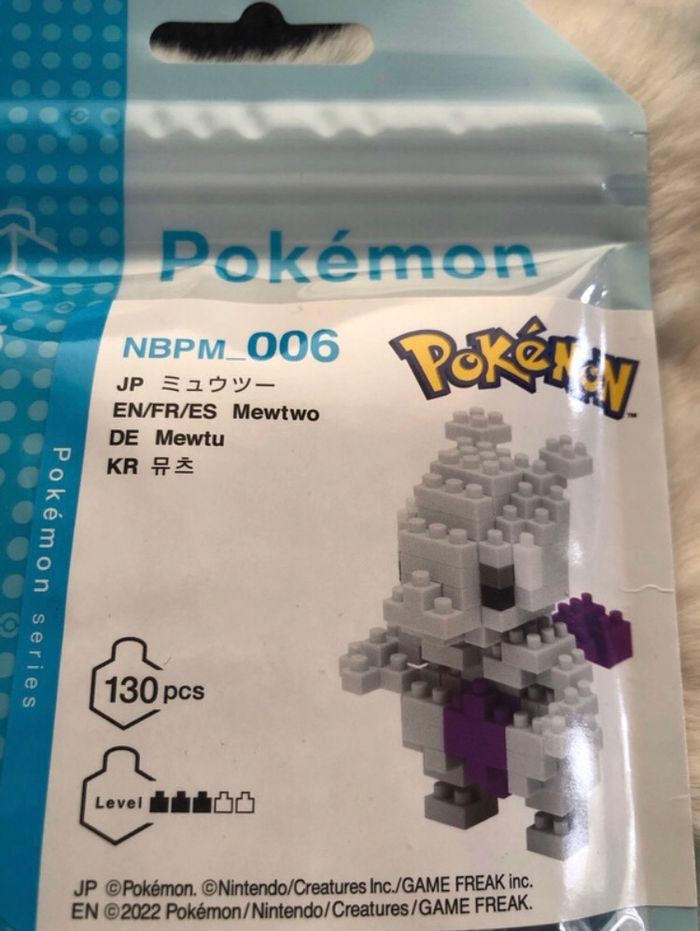 Pokémon
NBPM_006
POKéMON™
JP ミュウツー
EN/FR/ES Mewtwo
DE Mewtu
KR 뮤츠
Pokémon series
130 pcs
Level
JP ©Pokémon. ©Nintendo/Creatures Inc./GAME FREAK inc.
EN ©2022 Pokémon/Nintendo/Creatures/GAME FREAK.